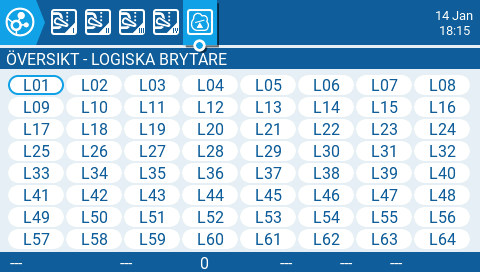 I II III IV
14 Jan
18:15
ÖVERSIKT - LOGISKA BRYTARE
L01 L02 L03 L04 L05 L06 L07 L08
L09 L10 L11 L12 L13 L14 L15 L16
L17 L18 L19 L20 L21 L22 L23 L24
L25 L26 L27 L28 L29 L30 L31 L32
L33 L34 L35 L36 L37 L38 L39 L40
L41 L42 L43 L44 L45 L46 L47 L48
L49 L50 L51 L52 L53 L54 L55 L56
L57 L58 L59 L60 L61 L62 L63 L64
--- --- 0 --- --- ---